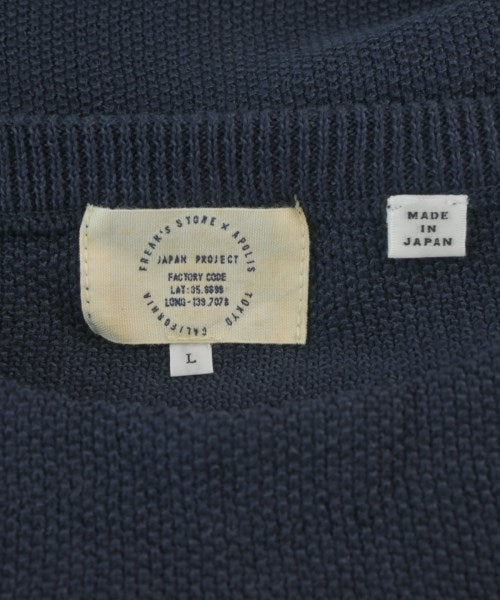 FREAK'S STORE × APOLIS
TOKYO
CALIFORNIA
JAPAN PROJECT
FACTORY CODE
LAT:35.6699
LONG-139.7078
L
MADE
IN
JAPAN